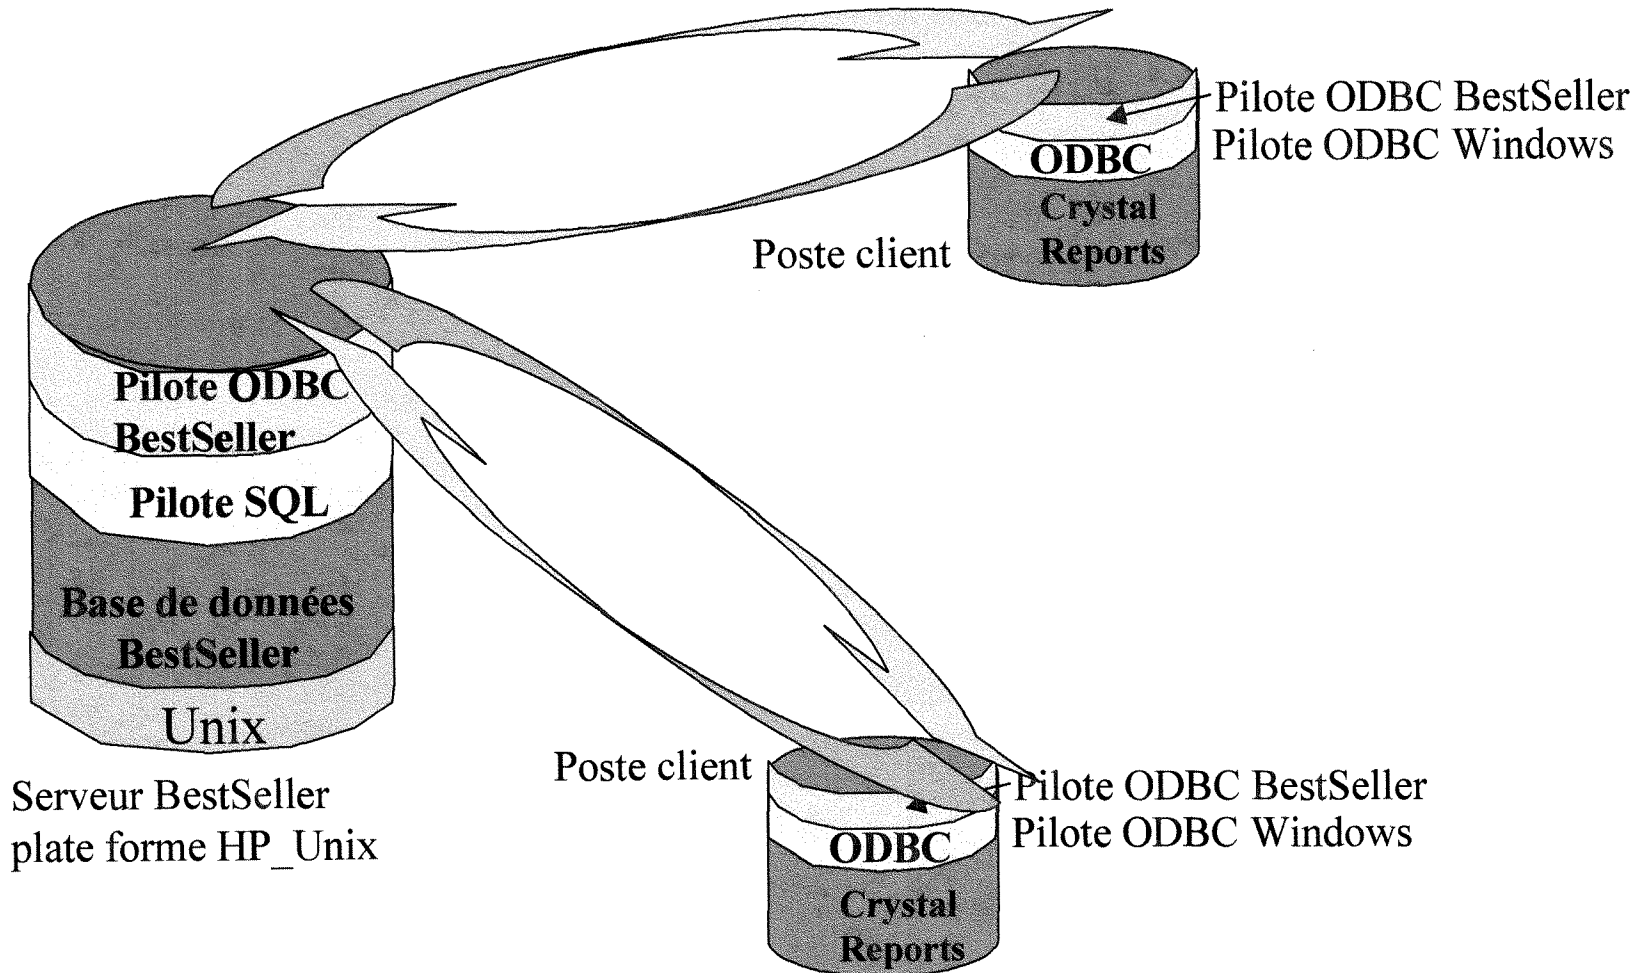 Pilote ODBC BestSeller
Pilote ODBC Windows
ODBC
Crystal
Reports
Poste client
Pilote ODBC
BestSeller
Pilote SQL
Base de données
BestSeller
Unix
Serveur BestSeller
plate forme HP_Unix
Poste client
Pilote ODBC BestSeller
Pilote ODBC Windows
ODBC
Crystal
Reports